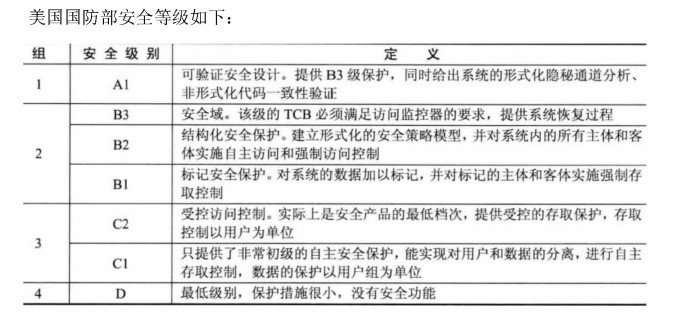 美国国防部安全等级如下：
组 安全级别 定义
1 A1 可验证安全设计。提供 B3 级保护，同时给出系统的形式化隐秘通道分析、
非形式化代码一致性验证
B3 安全域。该级的 TCB 必须满足访问监控器的要求，提供系统恢复过程
2 B2 结构化安全保护。建立形式化的安全策略模型，并对系统内的所有主体和客
体实施自主访问和强制访问控制
B1 标记安全保护。对系统的数据加以标记，并对标记的主体和客体实施强制存
取控制
3 C2 受控访问控制。实际上是安全产品的最低档次，提供受控的存取保护，存取
控制以用户为单位
C1 只提供了非常初级的自主安全保护，能实现对用户和数据的分离，进行自主
存取控制，数据的保护以用户组为单位
4 D 最低级别，保护措施很小，没有安全功能